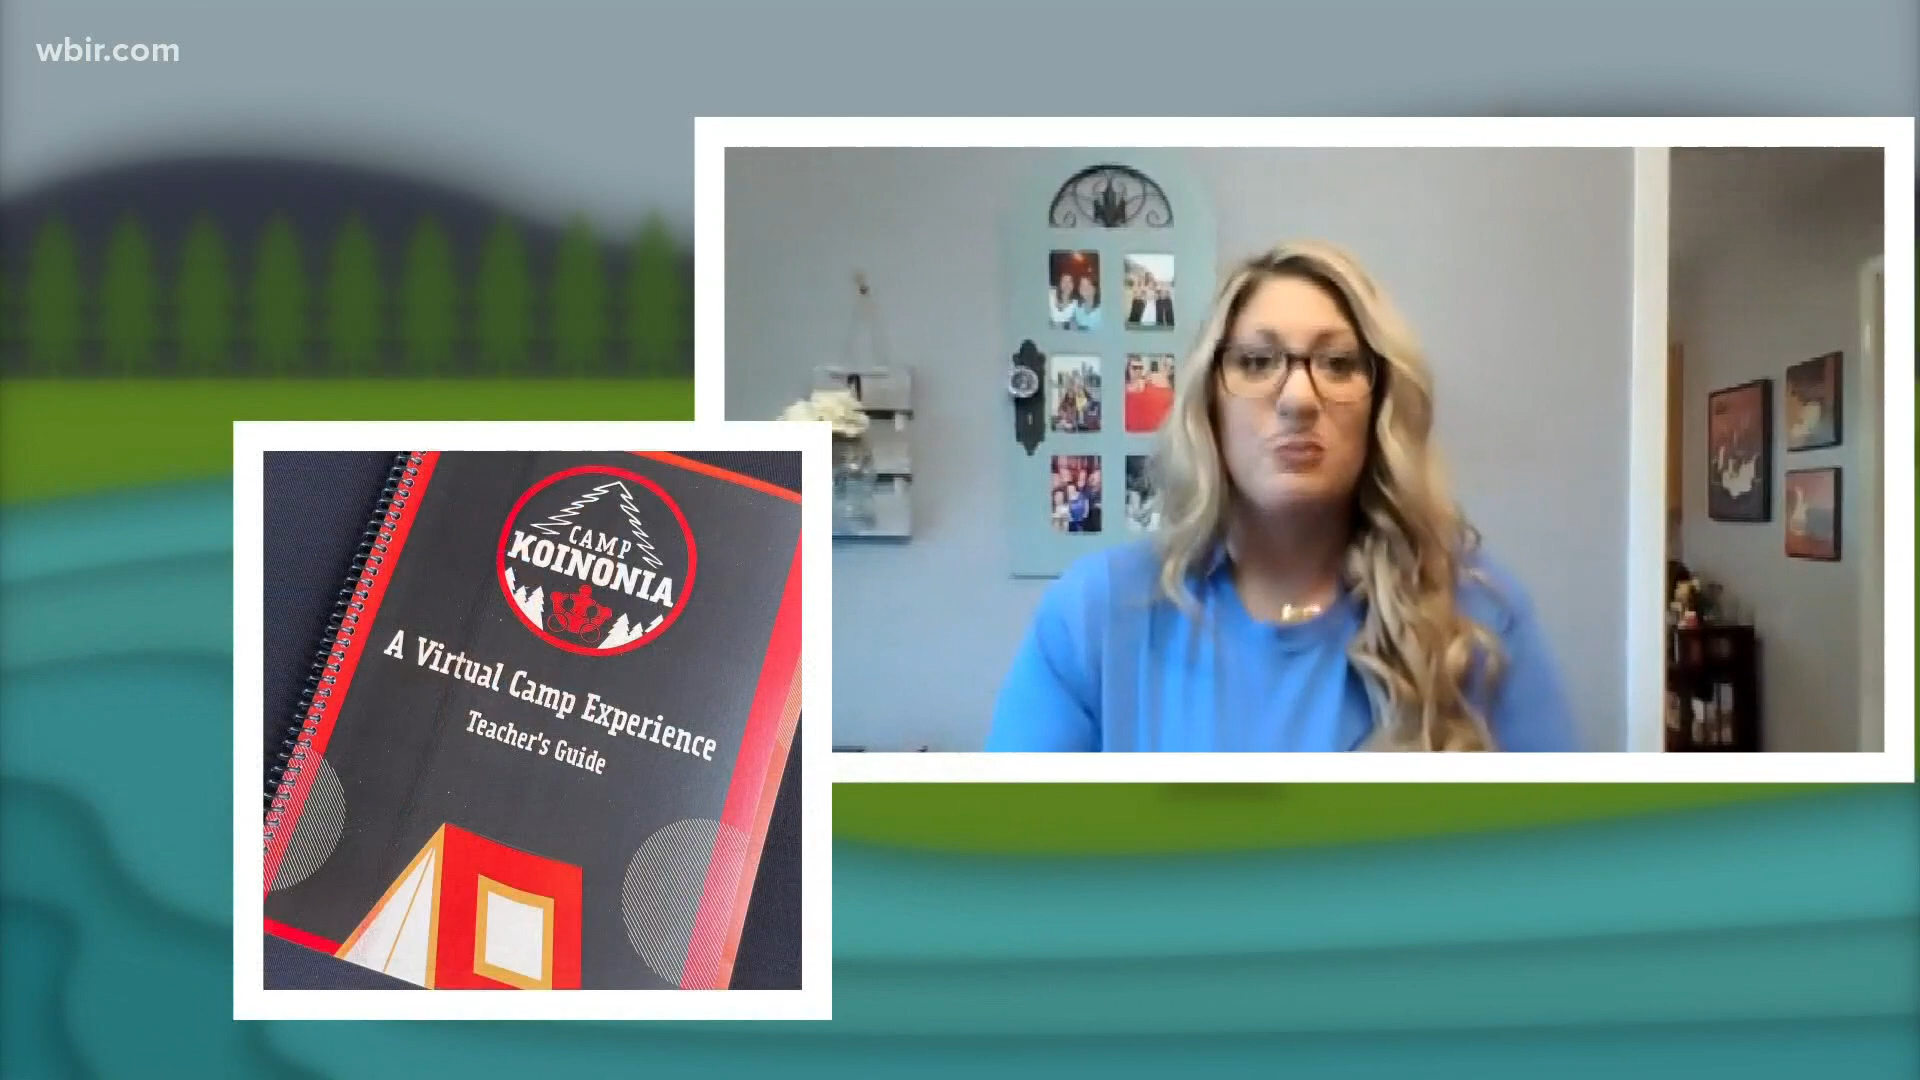 wbir.com
CAMP
KOINONIA
A Virtual Camp Experience
Teacher's Guide